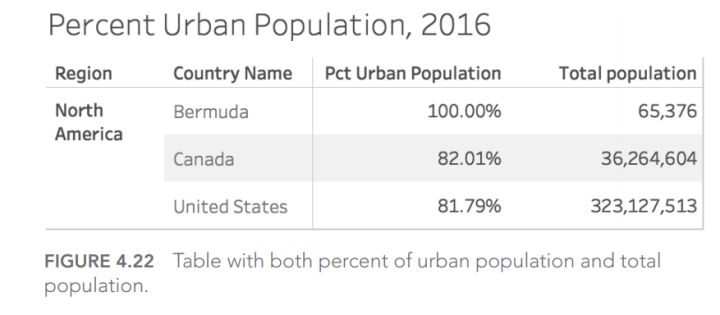 Percent Urban Population, 2016
Region Country Name Pct Urban Population Total population
North America Bermuda 100.00% 65,376
Canada 82.01% 36,264,604
United States 81.79% 323,127,513
FIGURE 4.22 Table with both percent of urban population and total
population.